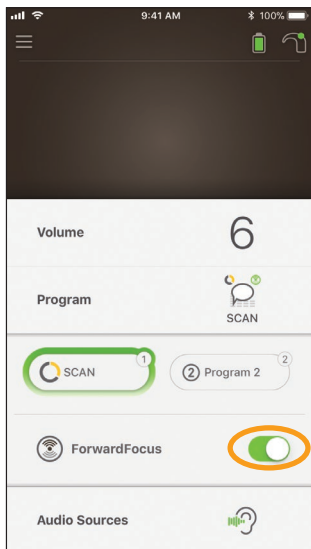 9:41 AM 100%
Volume 6
Program
SCAN
SCAN 1 2 Program 2 2
ForwardFocus
Audio Sources